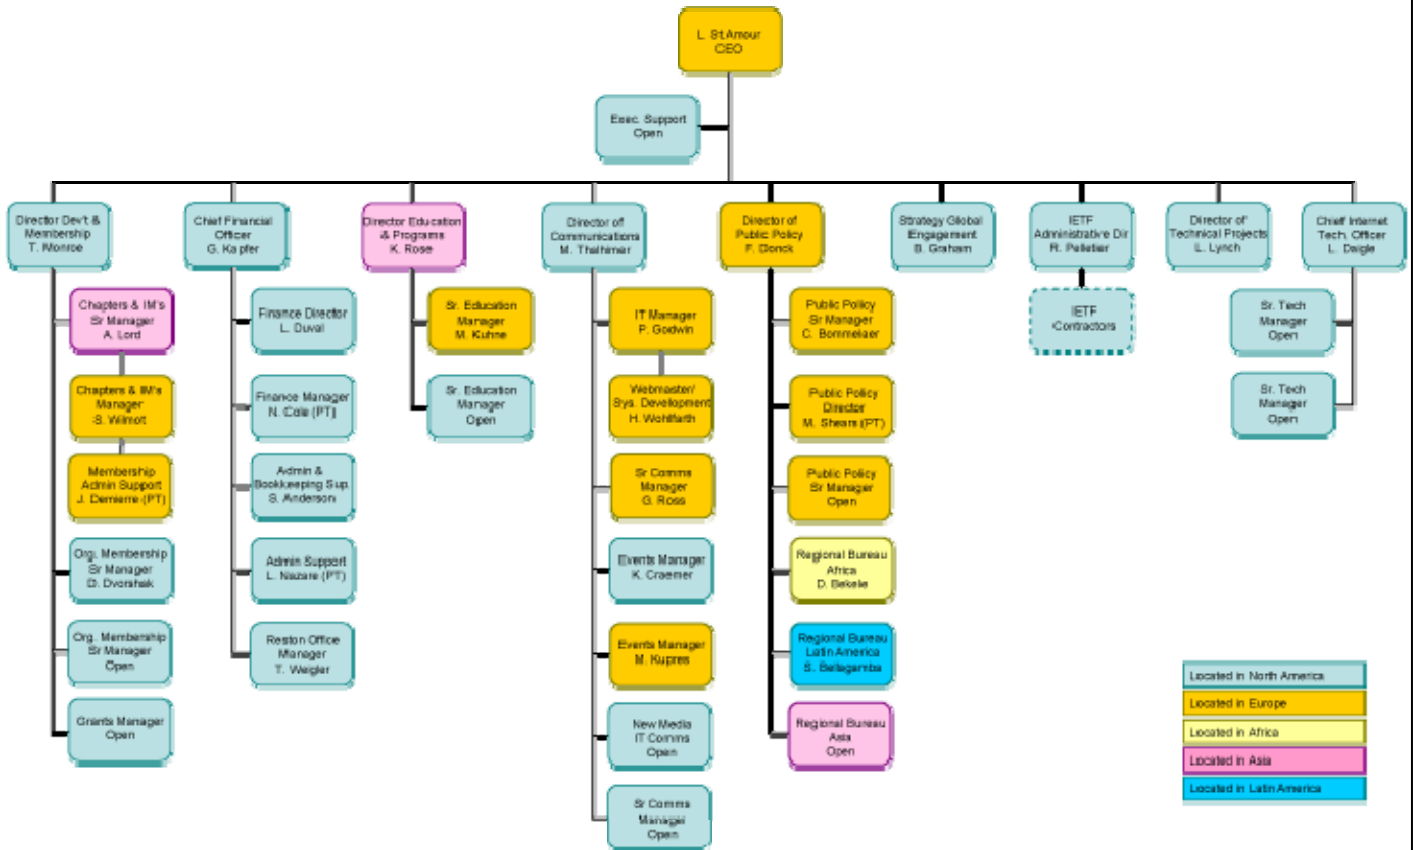 L. St.Amour
CEO
Exec. Support
Open
Director Dev't &
Membership
T. Monroe
Chief Financial
Officer
G. Kapfer
Director Education
& Programs
K. Rose
Director of
Communications
M. Thalhimer
Director of
Public Policy
F. Donck
Strategy Global
Engagement
B. Graham
IETF
Administrative Dir
R. Pelletier
Director of
Technical Projects
L. Lynch
Chief Internet
Tech. Officer
L. Daigle
Chapters & IM's
Sr Manager
A. Lord
Chapters & IM's
Manager
S. Wilmot
Membership
Admin Support
J. Demierre (PT)
Org. Membership
Sr Manager
D. Dvorshak
Org. Membership
Sr Manager
Open
Grants Manager
Open
Finance Director
L. Duval
Finance Manager
N. Cole (PT)
Admin &
Bookkeeping Sup.
S. Anderson
Admin Support
L. Nazare (PT)
Reston Office
Manager
T. Weigler
Sr. Education
Manager
M. Kuhne
Sr. Education
Manager
Open
IT Manager
P. Godwin
Webmaster/
Sys. Development
H. Wohlfarth
Sr Comms
Manager
G. Ross
Events Manager
K. Craemer
Events Manager
M. Kupres
New Media
IT Comms
Open
Sr Comms
Manager
Open
Public Policy
Sr Manager
C. Bommelaer
Public Policy
Director
M. Shears (PT)
Public Policy
Sr Manager
Open
Regional Bureau
Africa
D. Bekele
Regional Bureau
Latin America
S. Bellagamba
Regional Bureau
Asia
Open
IETF
Contractors
Sr. Tech
Manager
Open
Sr. Tech
Manager
Open
Located in North America
Located in Europe
Located in Africa
Located in Asia
Located in Latin America